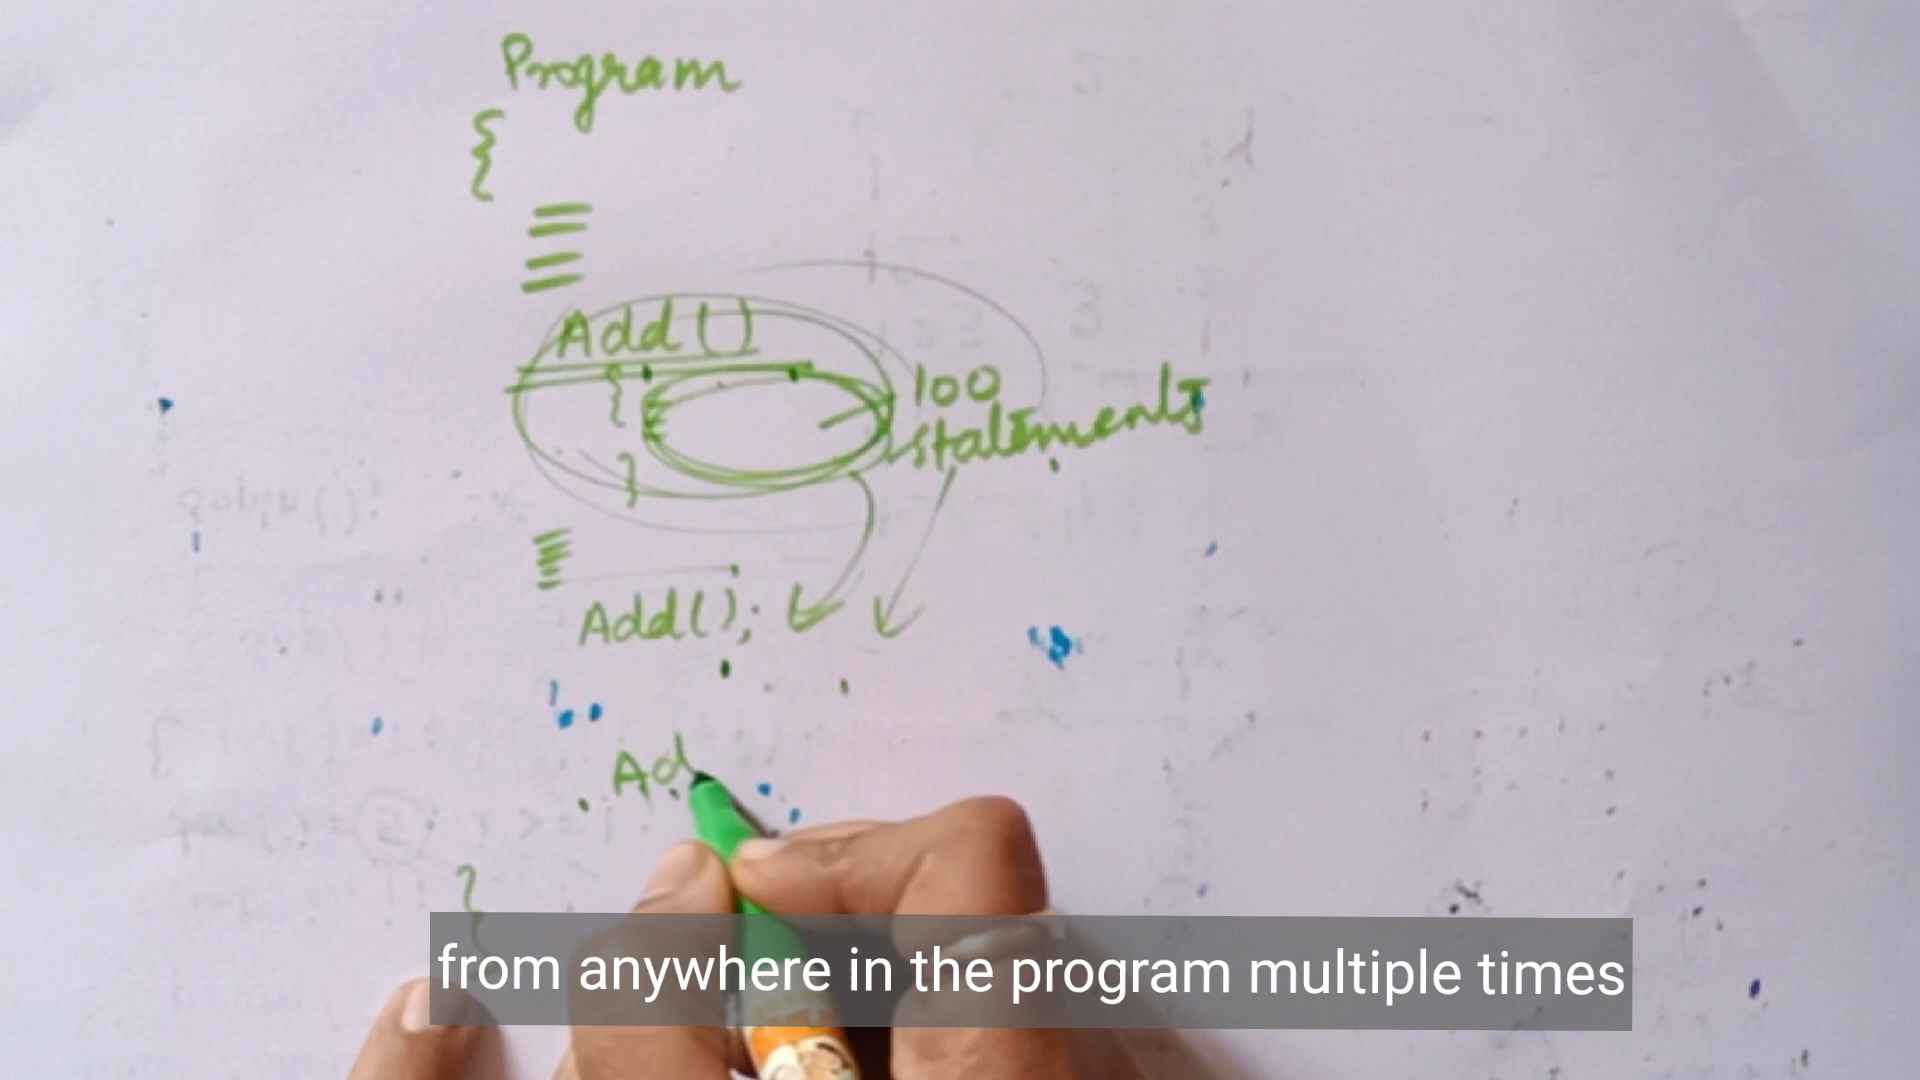 Program
{
Add()
{
100
statements
}
Add();
Ad
}
from anywhere in the program multiple times